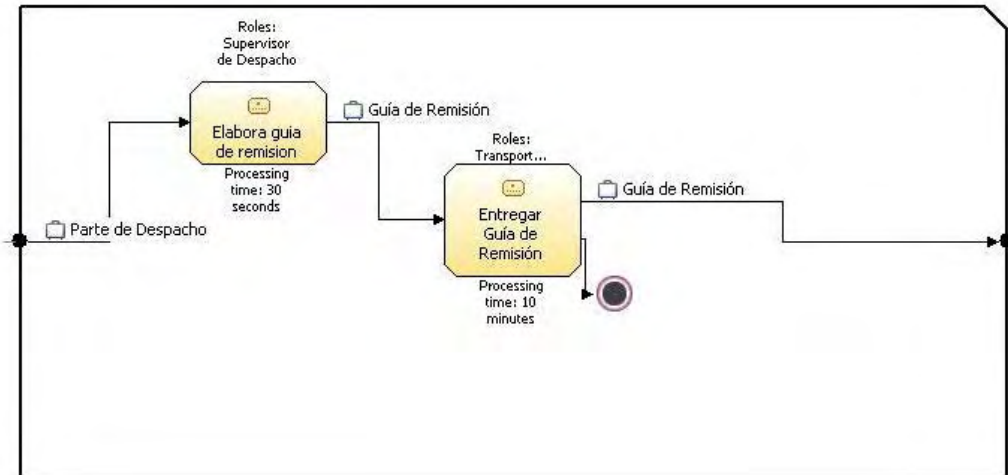 Roles:
Supervisor
de Despacho
Elabora guia
de remision
Processing
time: 30
seconds
Parte de Despacho
Guía de Remisión
Roles:
Transport...
Entregar
Guía de
Remisión
Processing
time: 10
minutes
Guía de Remisión